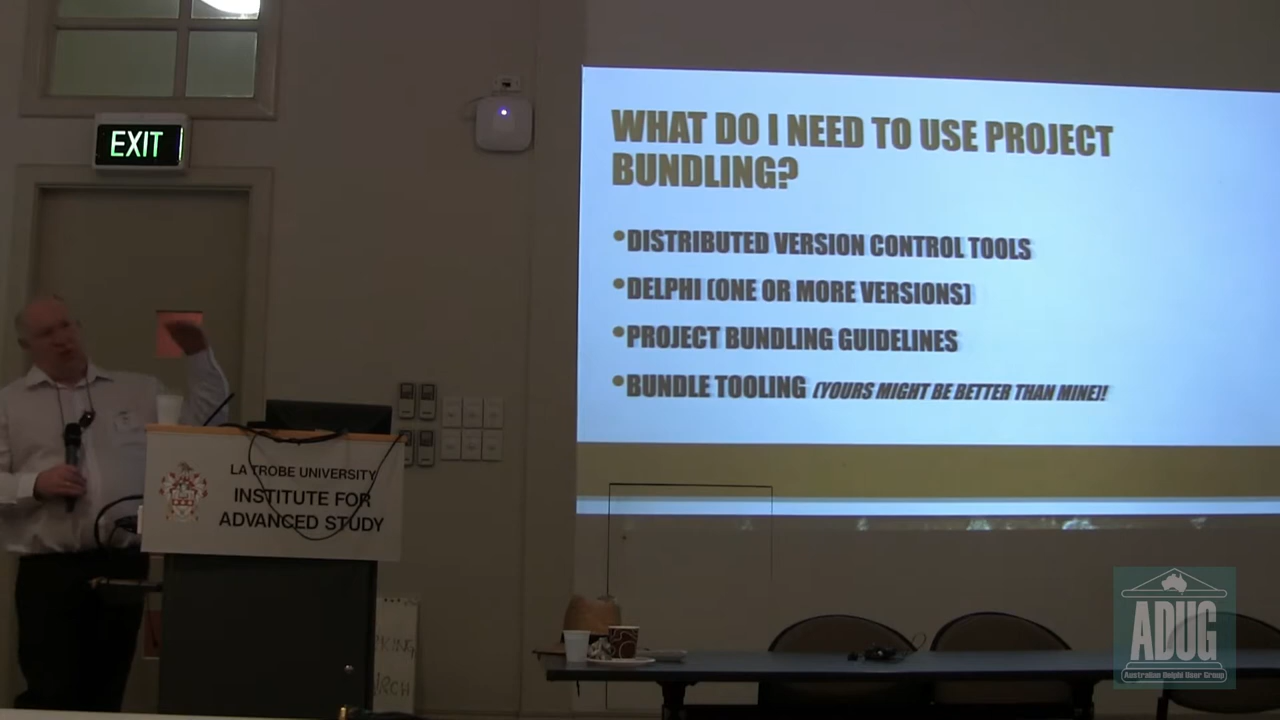 EXIT
WHAT DO I NEED TO USE PROJECT
BUNDLING?
•DISTRIBUTED VERSION CONTROL TOOLS
•DELPHI (ONE OR MORE VERSIONS)
•PROJECT BUNDLING GUIDELINES
•BUNDLE TOOLING (YOURS MIGHT BE BETTER THAN MINE)!
LA TROBE UNIVERSITY
INSTITUTE FOR
ADVANCED STUDY
ADUG
Australian Delphi User Group